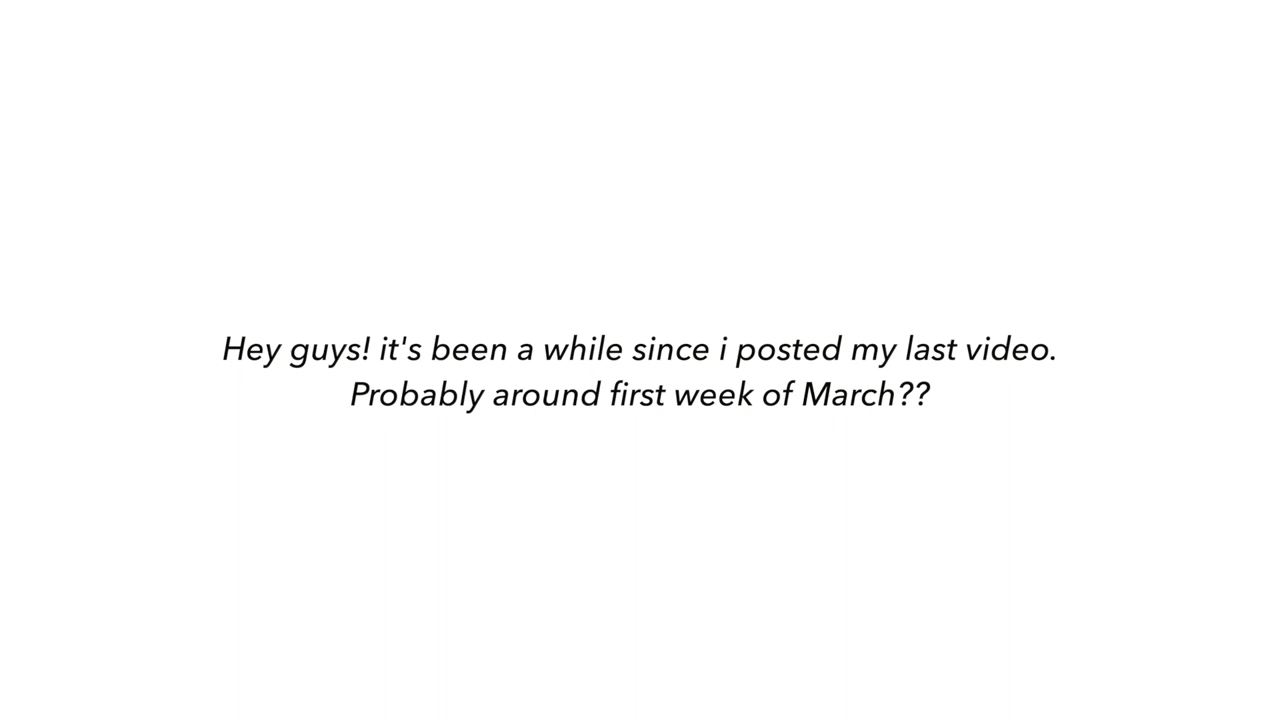 Hey guys! it's been a while since i posted my last video.
Probably around first week of March??